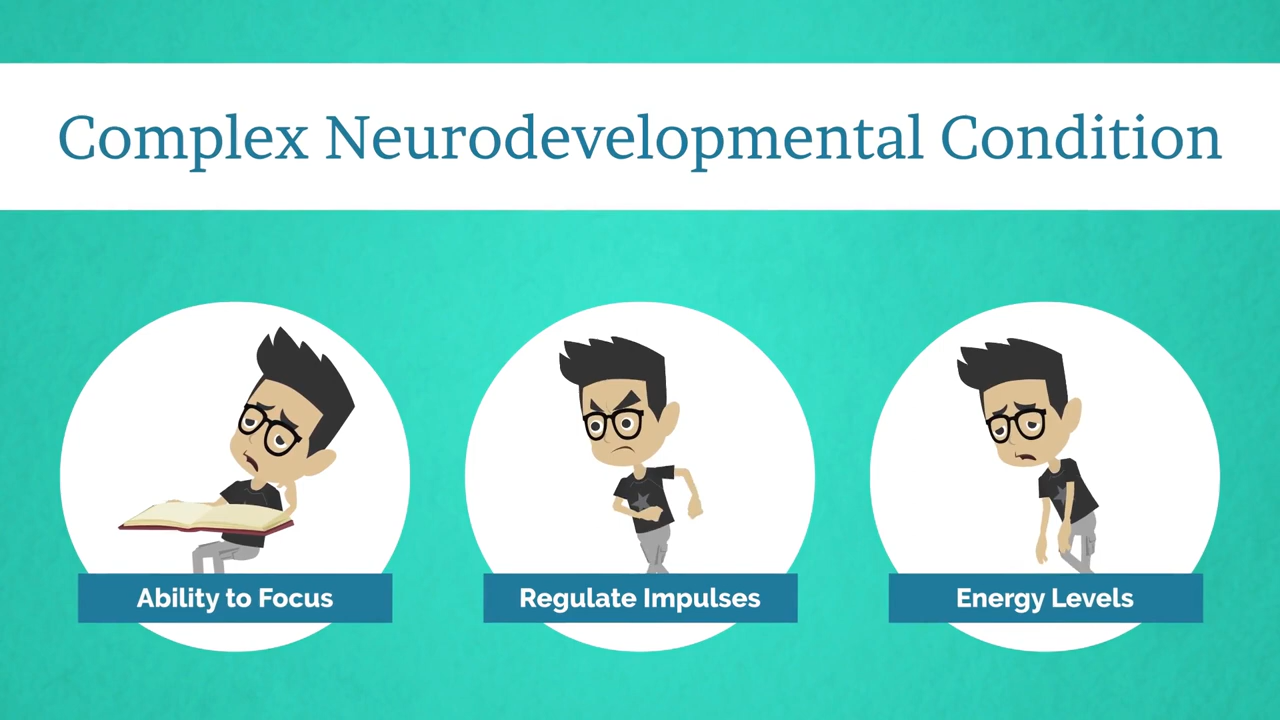 Complex Neurodevelopmental Condition
Ability to Focus
Regulate Impulses
Energy Levels